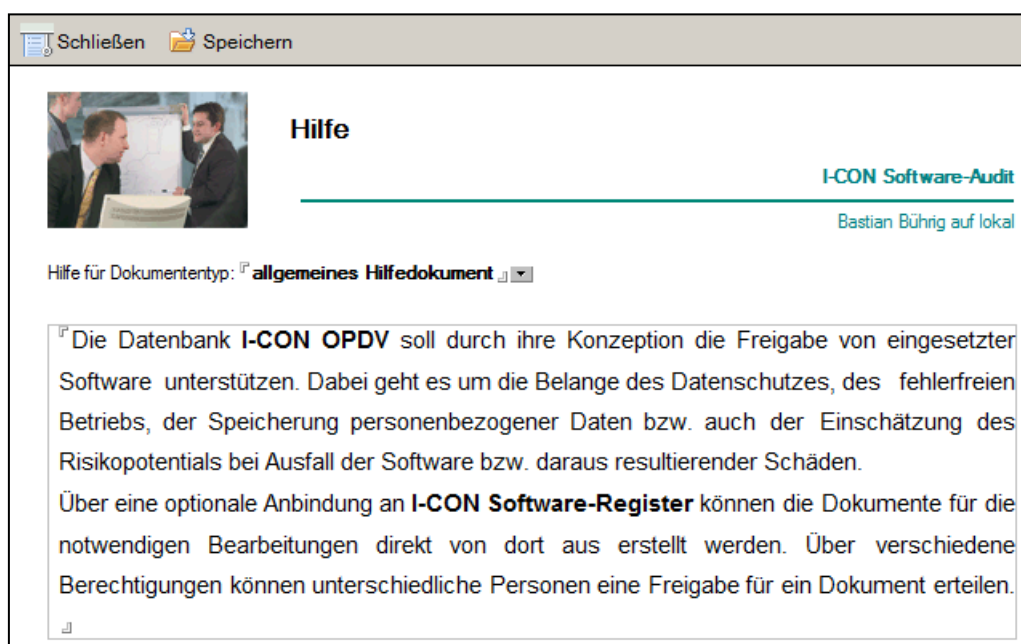 Schließen Speichern
Hilfe
I-CON Software-Audit
Bastian Bührig auf lokal
Hilfe für Dokumententyp: allgemeines Hilfedokument
Die Datenbank I-CON OPDV soll durch ihre Konzeption die Freigabe von eingesetzter
Software unterstützen. Dabei geht es um die Belange des Datenschutzes, des fehlerfreien
Betriebs, der Speicherung personenbezogener Daten bzw. auch der Einschätzung des
Risikopotentials bei Ausfall der Software bzw. daraus resultierender Schäden.
Über eine optionale Anbindung an I-CON Software-Register können die Dokumente für die
notwendigen Bearbeitungen direkt von dort aus erstellt werden. Über verschiedene
Berechtigungen können unterschiedliche Personen eine Freigabe für ein Dokument erteilen.